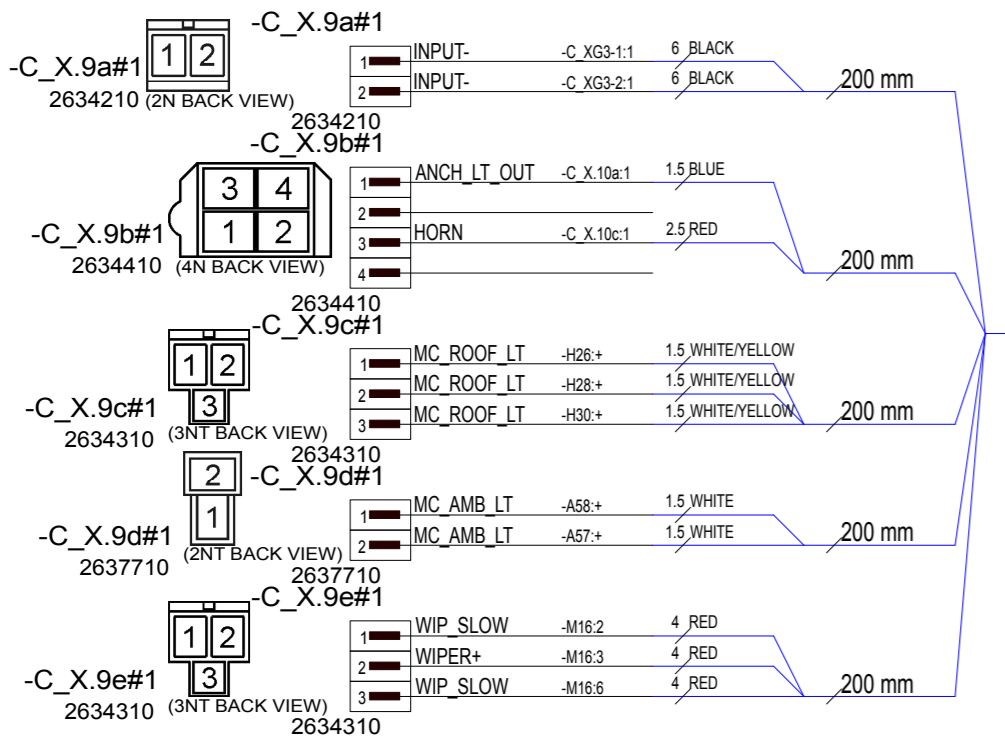 -C_X.9a#1
1 2
-C_X.9a#1
2634210 (2N BACK VIEW)
1 INPUT- -C_XG3-1:1 6 BLACK
2 INPUT- -C_XG3-2:1 6 BLACK 200 mm
2634210
-C_X.9b#1
3 4
1 2
-C_X.9b#1
2634410 (4N BACK VIEW)
1 ANCH_LT_OUT -C_X.10a:1 1.5 BLUE
2
3 HORN -C_X.10c:1 2.5 RED
4 200 mm
2634410
-C_X.9c#1
1 2
3
-C_X.9c#1
2634310 (3NT BACK VIEW)
1 MC_ROOF_LT -H26:+ 1.5 WHITE/YELLOW
2 MC_ROOF_LT -H28:+ 1.5 WHITE/YELLOW
3 MC_ROOF_LT -H30:+ 1.5 WHITE/YELLOW 200 mm
2634310
-C_X.9d#1
2
1
-C_X.9d#1
(2NT BACK VIEW)
2637710
1 MC_AMB_LT -A58:+ 1.5 WHITE
2 MC_AMB_LT -A57:+ 1.5 WHITE 200 mm
2637710
-C_X.9e#1
1 2
3
-C_X.9e#1
2634310 (3NT BACK VIEW)
1 WIP_SLOW -M16:2 4 RED
2 WIPER+ -M16:3 4 RED
3 WIP_SLOW -M16:6 4 RED 200 mm
2634310